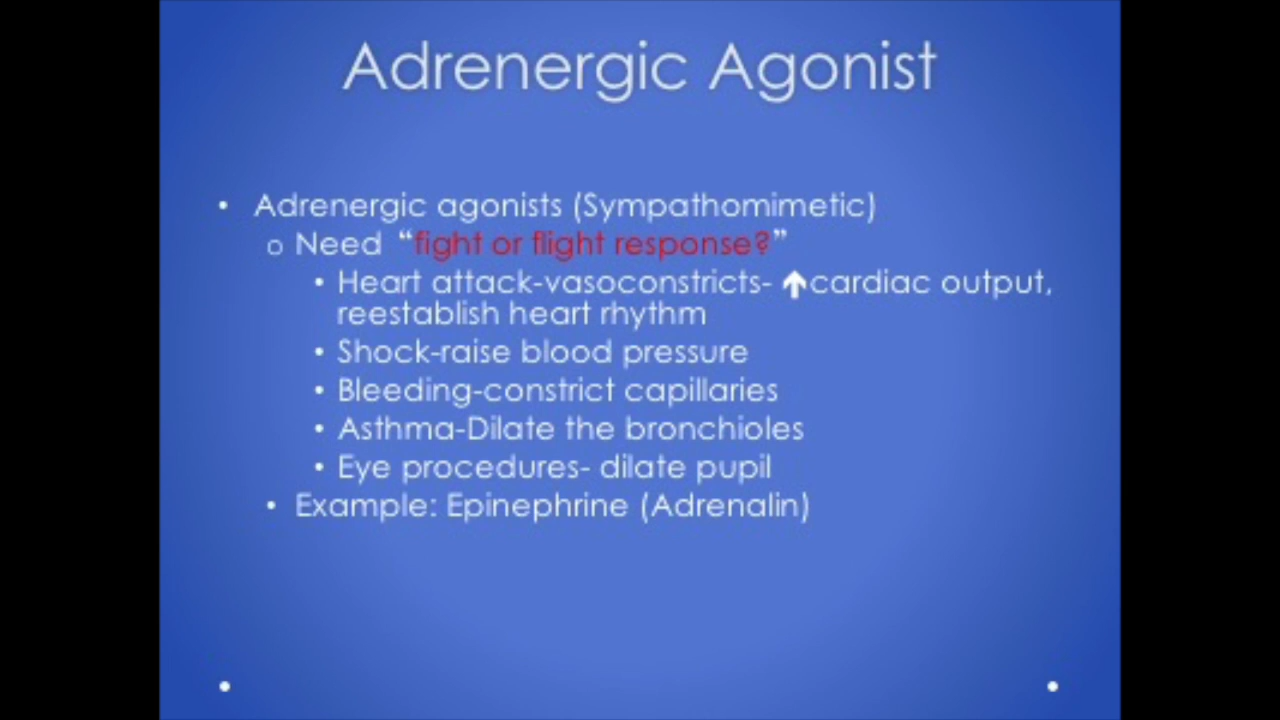 Adrenergic Agonist
• Adrenergic agonists (Sympathomimetic)
o Need “fight or flight response?”
• Heart attack-vasoconstricts- ⬆cardiac output,
reestablish heart rhythm
• Shock-raise blood pressure
• Bleeding-constrict capillaries
• Asthma-Dilate the bronchioles
• Eye procedures- dilate pupil
• Example: Epinephrine (Adrenalin)